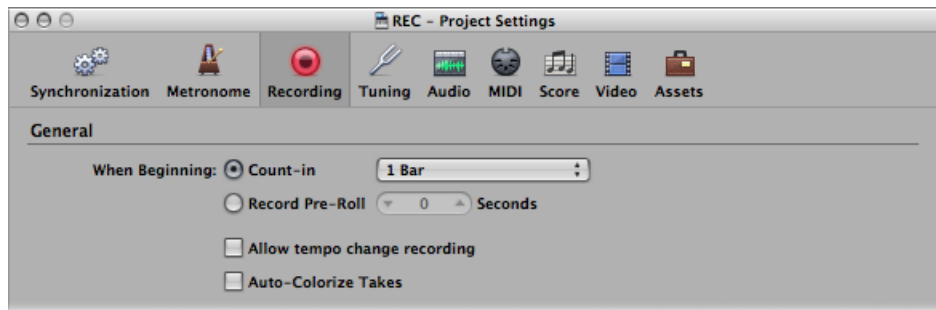 REC - Project Settings
Synchronization Metronome Recording Tuning Audio MIDI Score Video Assets
General
When Beginning: Count-in 1 Bar
Record Pre-Roll 0 Seconds
Allow tempo change recording
Auto-Colorize Takes